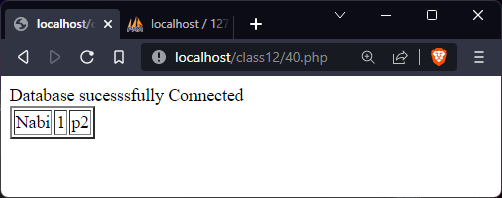 localhost/c
localhost / 127
localhost/class12/40.php
Database sucesssfully Connected
Nabi 1 p2